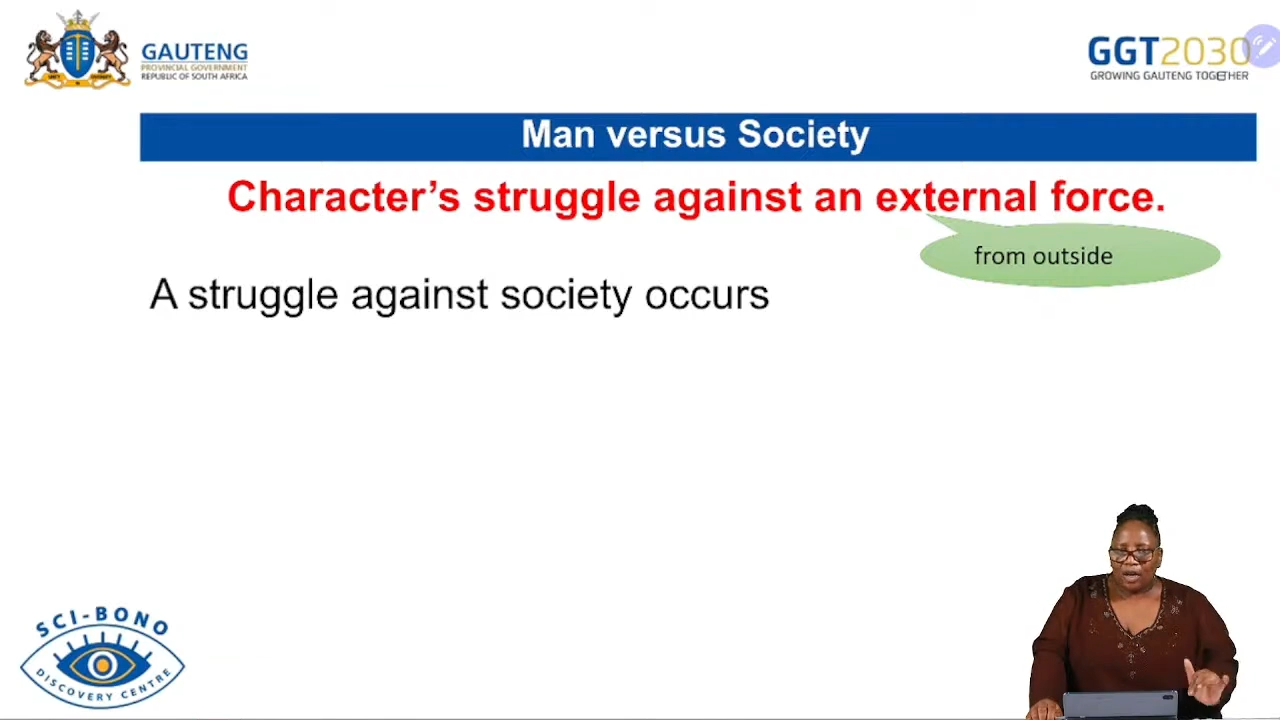 GAUTENG
PROVINCIAL GOVERNMENT
REPUBLIC OF SOUTH AFRICA
GGT2030
GROWING GAUTENG TOGETHER
Man versus Society
Character’s struggle against an external force.
from outside
A struggle against society occurs
SCI-BONO
DISCOVERY CENTRE